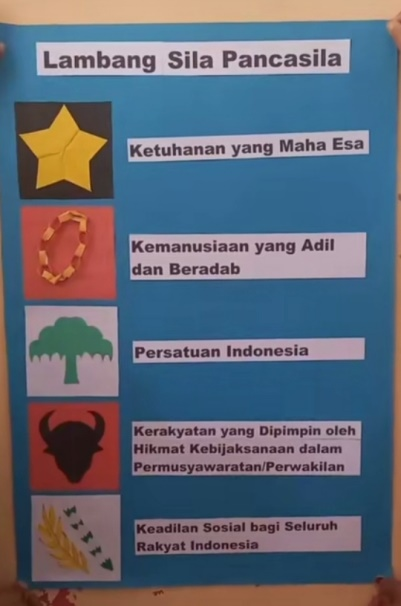 Lambang Sila Pancasila
Ketuhanan yang Maha Esa
Kemanusiaan yang Adil
dan Beradab
Persatuan Indonesia
Kerakyatan yang Dipimpin oleh
Hikmat Kebijaksanaan dalam
Permusyawaratan/Perwakilan
Keadilan Sosial bagi Seluruh
Rakyat Indonesia